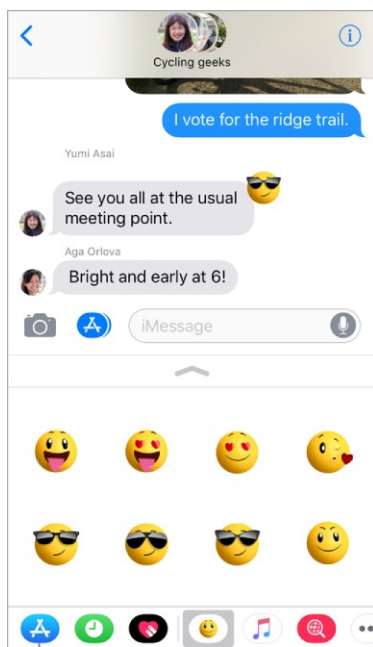 Cycling geeks
I vote for the ridge trail.
Yumi Asai
See you all at the usual
meeting point.
Aga Orlova
Bright and early at 6!
iMessage